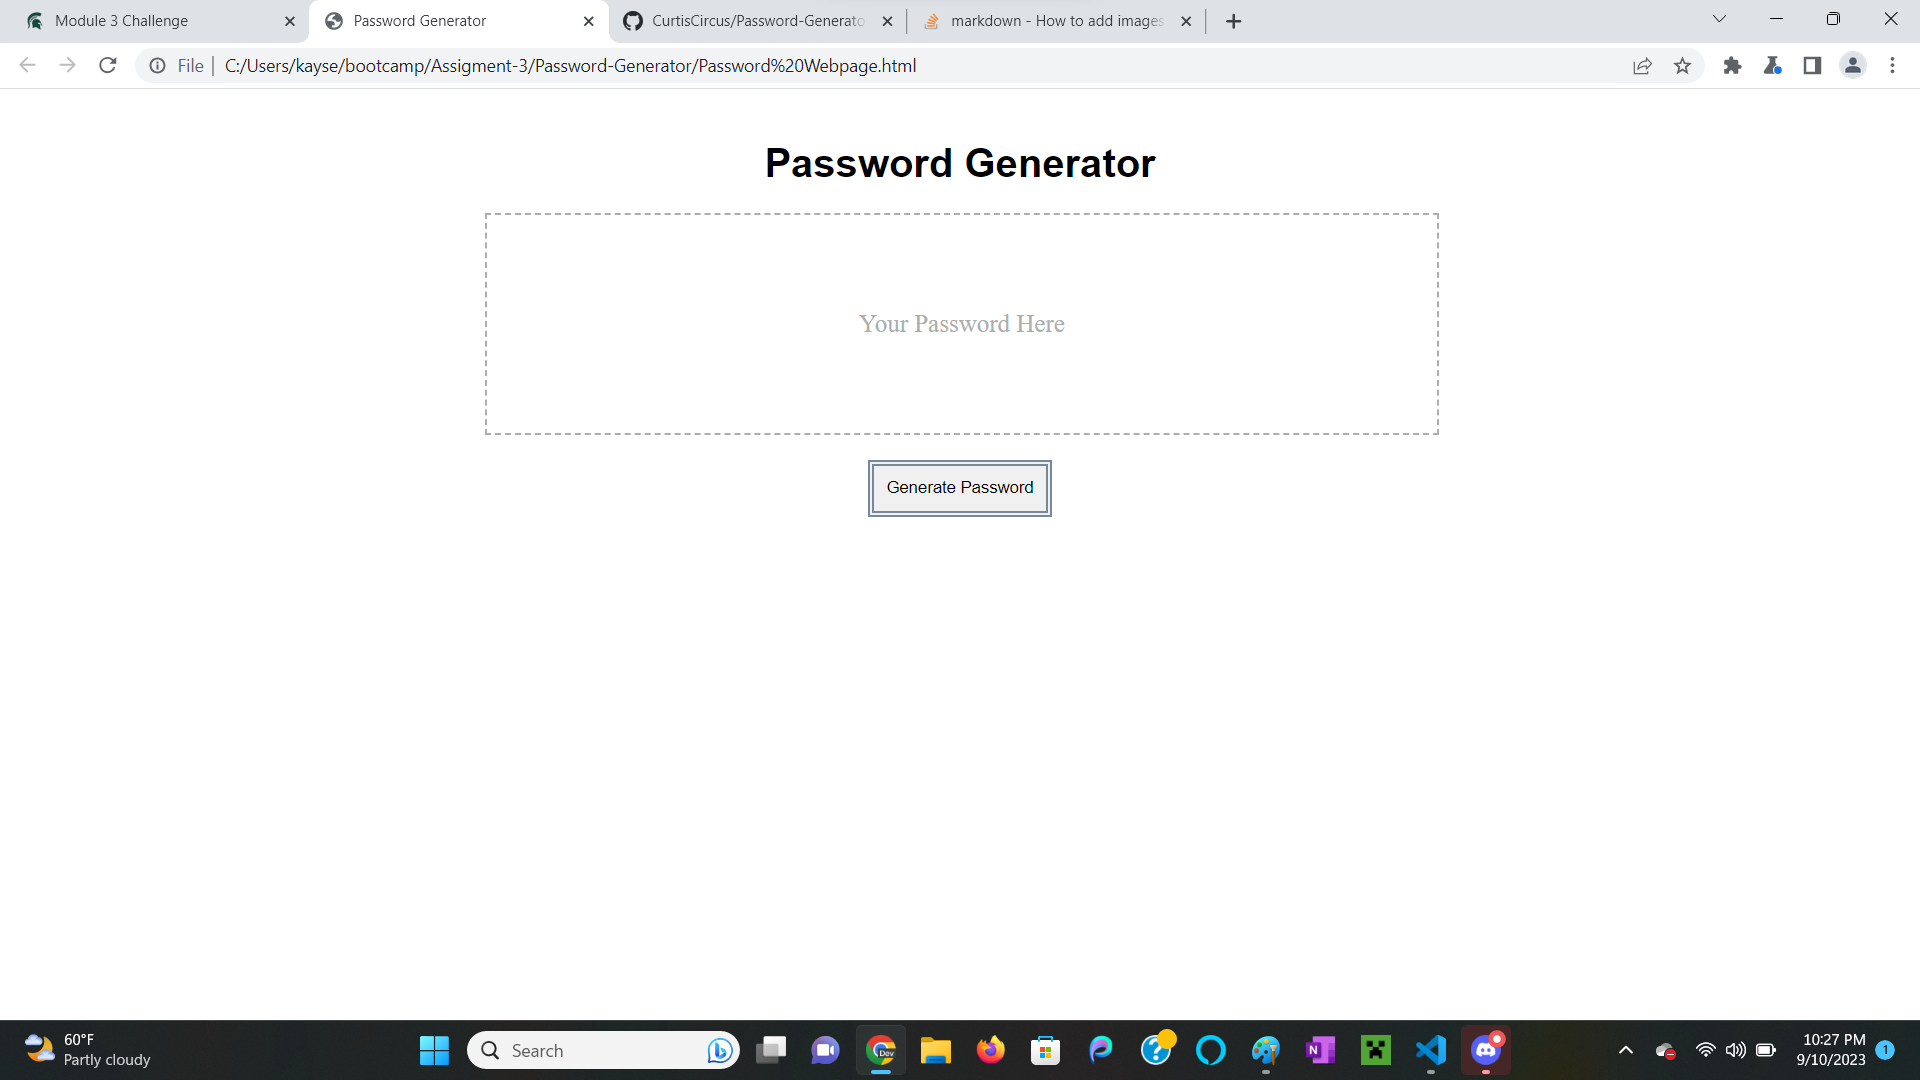 Module 3 Challenge
Password Generator
CurtisCircus/Password-Generato
markdown - How to add images
File
C:/Users/kayse/bootcamp/Assigment-3/Password-Generator/Password%20Webpage.html
Password Generator
Your Password Here
Generate Password
60°F
Partly cloudy
Search
Dev
N
10:27 PM
9/10/2023
1